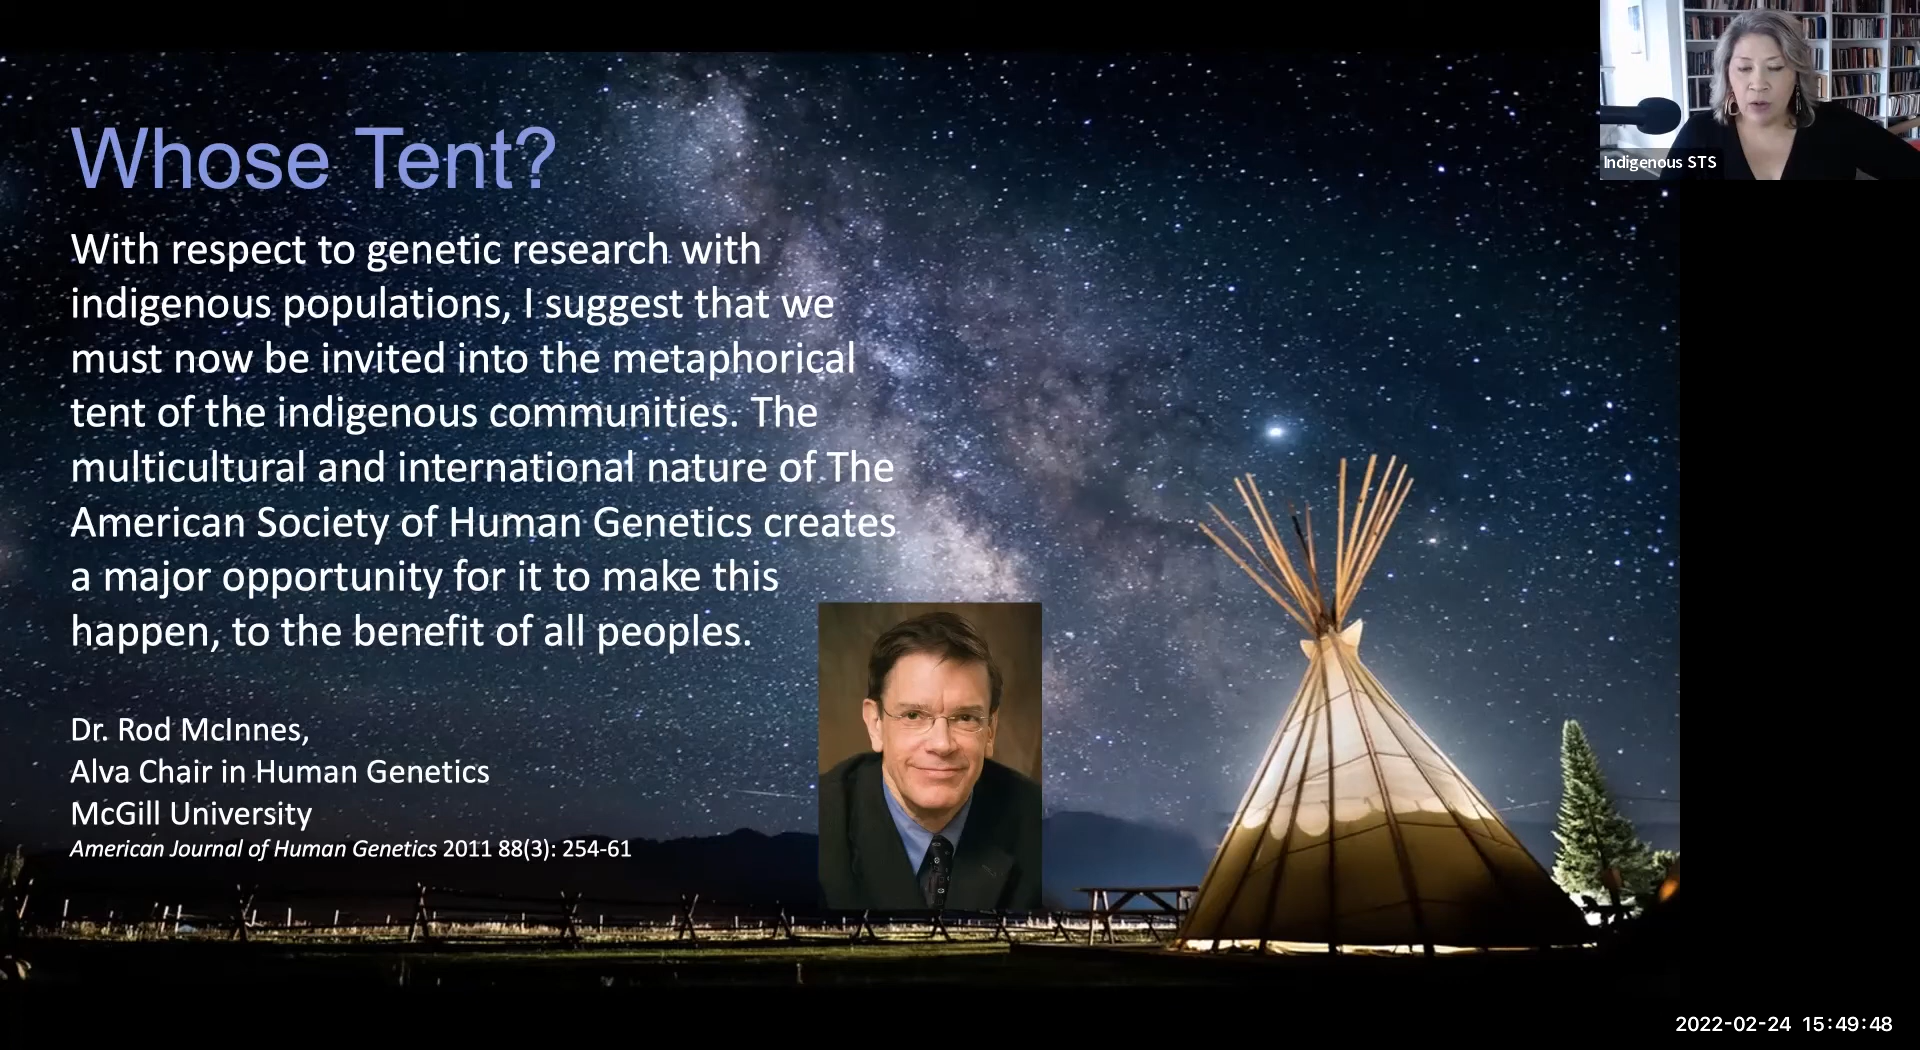 Whose Tent?
With respect to genetic research with
indigenous populations, I suggest that we
must now be invited into the metaphorical
tent of the indigenous communities. The
multicultural and international nature of The
American Society of Human Genetics creates
a major opportunity for it to make this
happen, to the benefit of all peoples.
Dr. Rod McInnes,
Alva Chair in Human Genetics
McGill University
American Journal of Human Genetics 2011 88(3): 254-61
Indigenous STS
2022-02-24 15:49:48